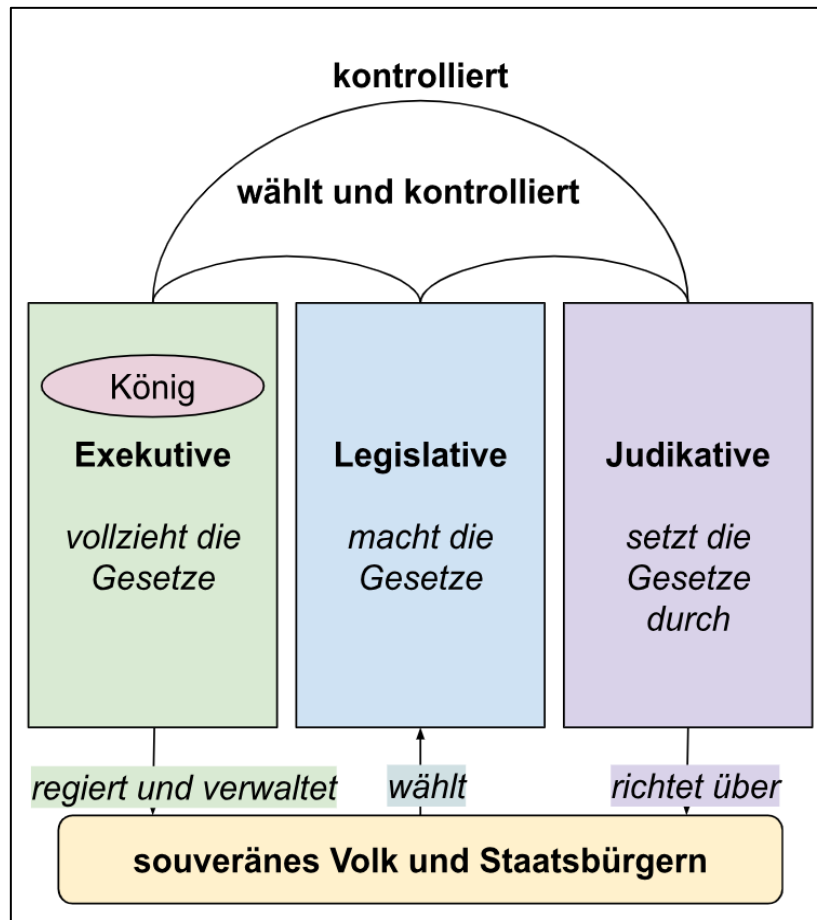 kontrolliert
wählt und kontrolliert
König
Exekutive
vollzieht die
Gesetze
Legislative
macht die
Gesetze
Judikative
setzt die
Gesetze
durch
regiert und verwaltet
wählt
richtet über
souveränes Volk und Staatsbürgern